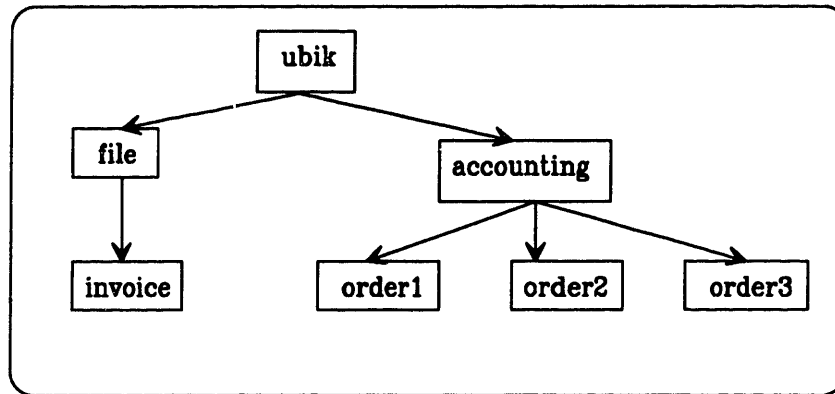 ubik
file
accounting
invoice
order1
order2
order3